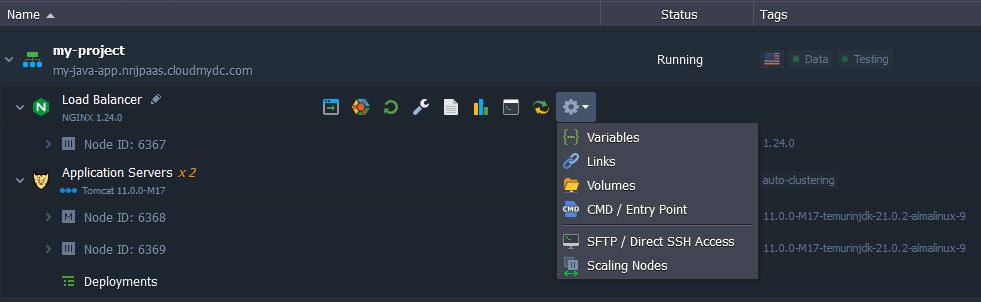 Name
Status
Tags
my-project
my-java-app.nnjpaas.cloudmydc.com
Running
Data
Testing
Load Balancer
NGINX 1.24.0
Variables
Node ID: 6367
1.24.0
Links
Application Servers x 2
Tomcat 11.0.0-M17
auto-clustering
Volumes
CMD CMD / Entry Point
M Node ID: 6368
11.0.0-M17-temurinjdk-21.0.2-almalinux-9
SFTP / Direct SSH Access
Node ID: 6369
11.0.0-M17-temurinjdk-21.0.2-almalinux-9
Scaling Nodes
Deployments